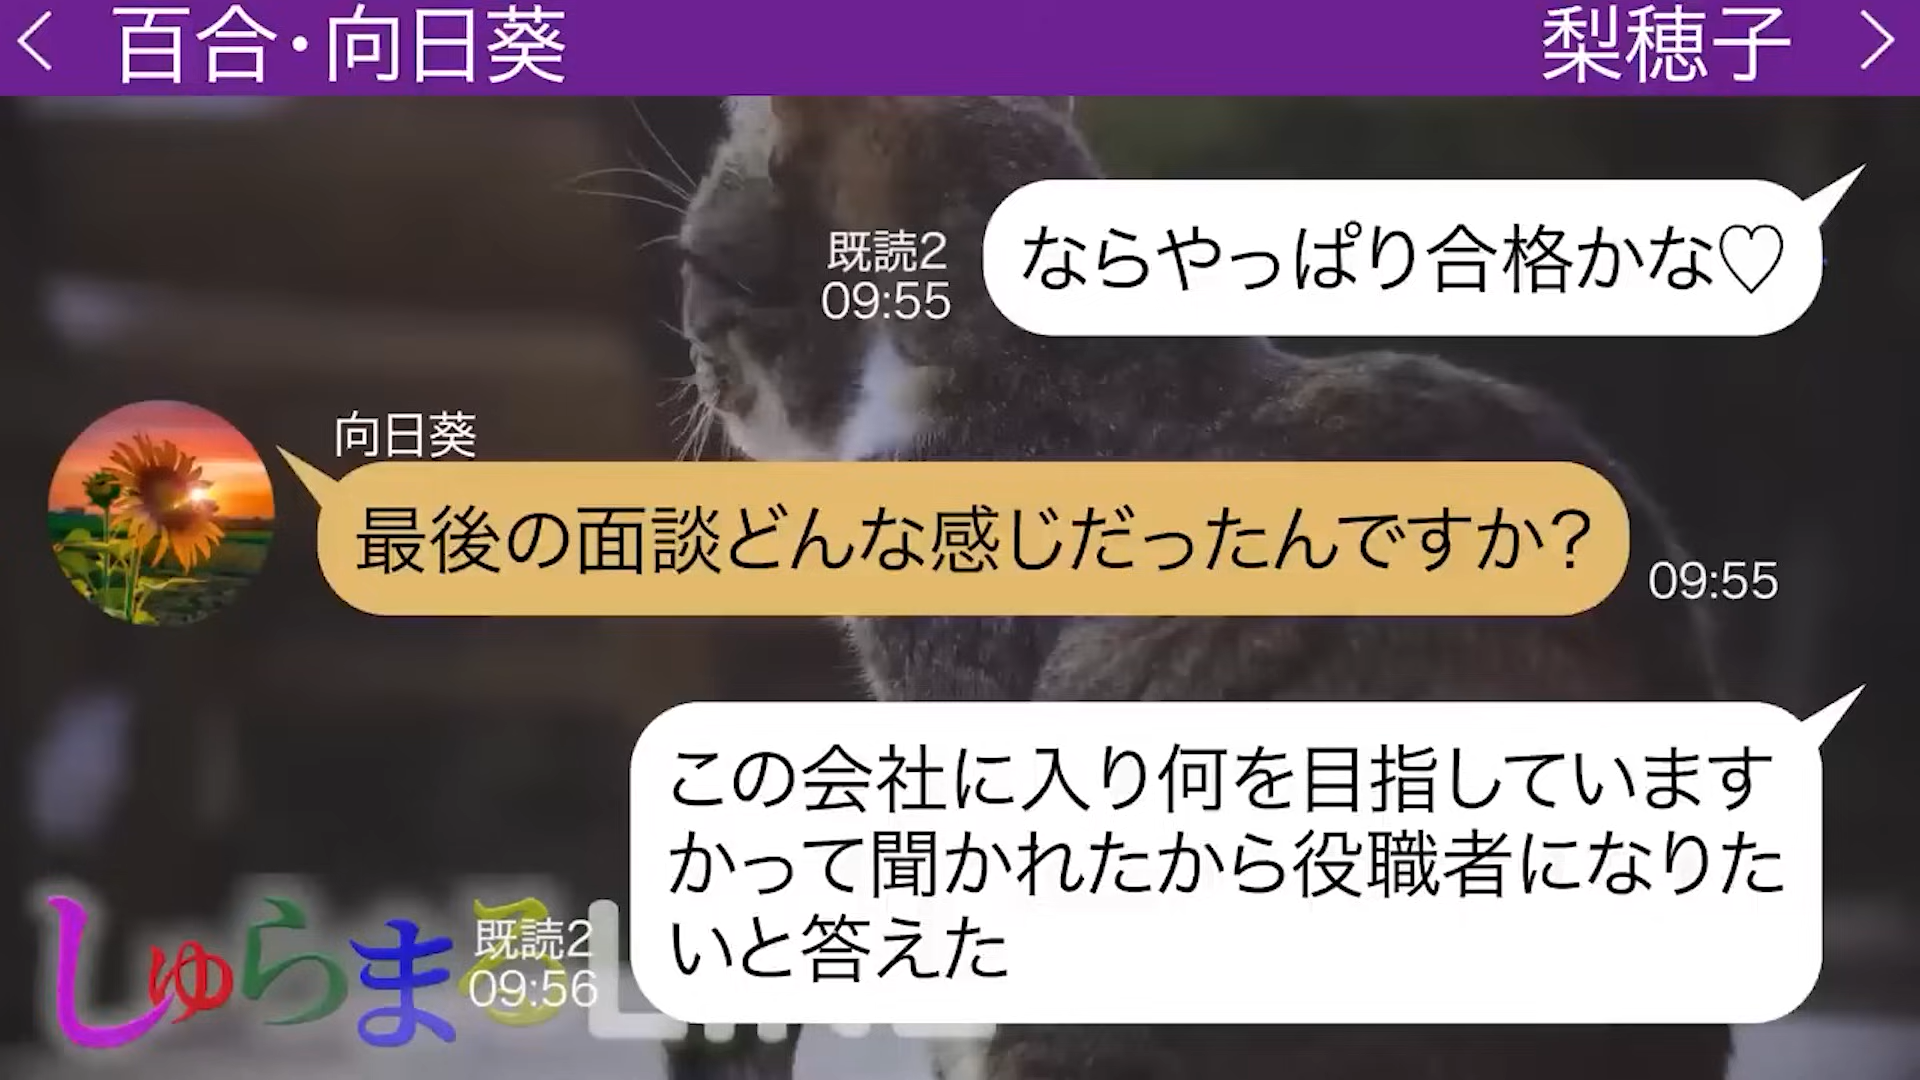 百合・向日葵
梨穂子
ならやっぱり合格かな♡
既読2
09:55
向日葵
最後の面談どんな感じだったんですか?
09:55
この会社に入り何を目指しています
かって聞かれたから役職者になりた
いと答えた
既読2
09:56
しゅらまる